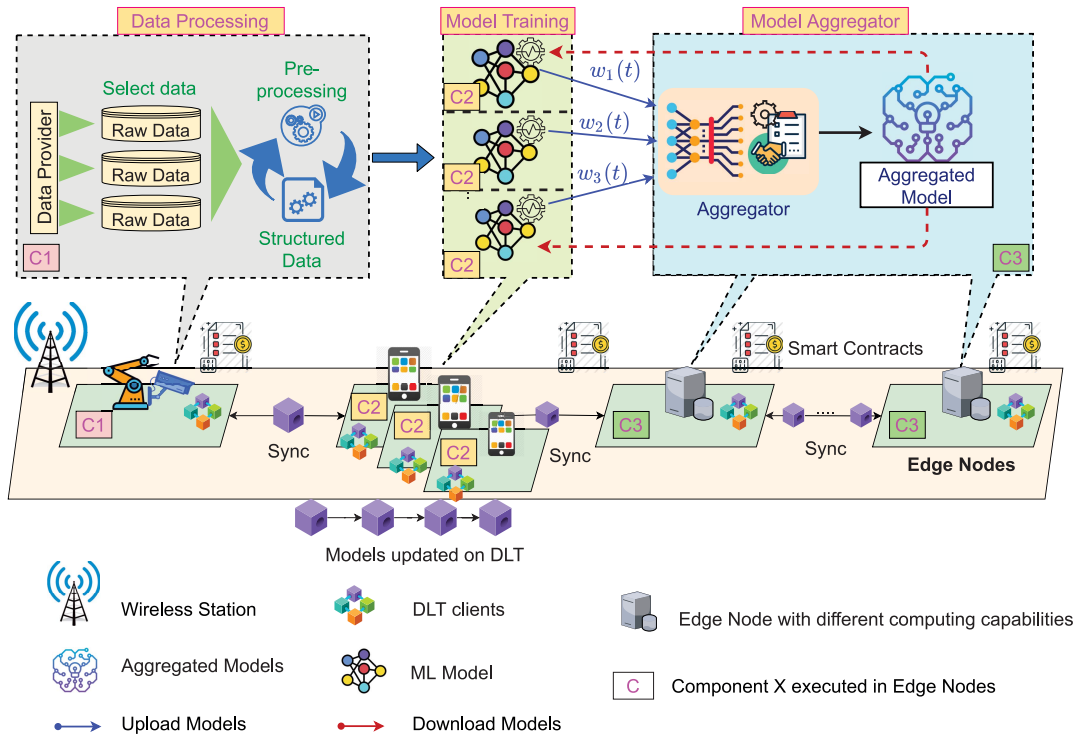 Data Processing
Model Training
Model Aggregator
Data Provider
Select data
Raw Data
Raw Data
Raw Data
Pre-
processing
Structured
Data
C1
C2
C2
C2
w₁(t)
w₂(t)
w₃(t)
Aggregator
Aggregated
Model
C3
Smart Contracts
C1
Sync
C2
C2
C2
Sync
C3
Sync
C3
Edge Nodes
Models updated on DLT
Wireless Station
DLT clients
Edge Node with different computing capabilities
Aggregated Models
ML Model
C
Component X executed in Edge Nodes
Upload Models
Download Models